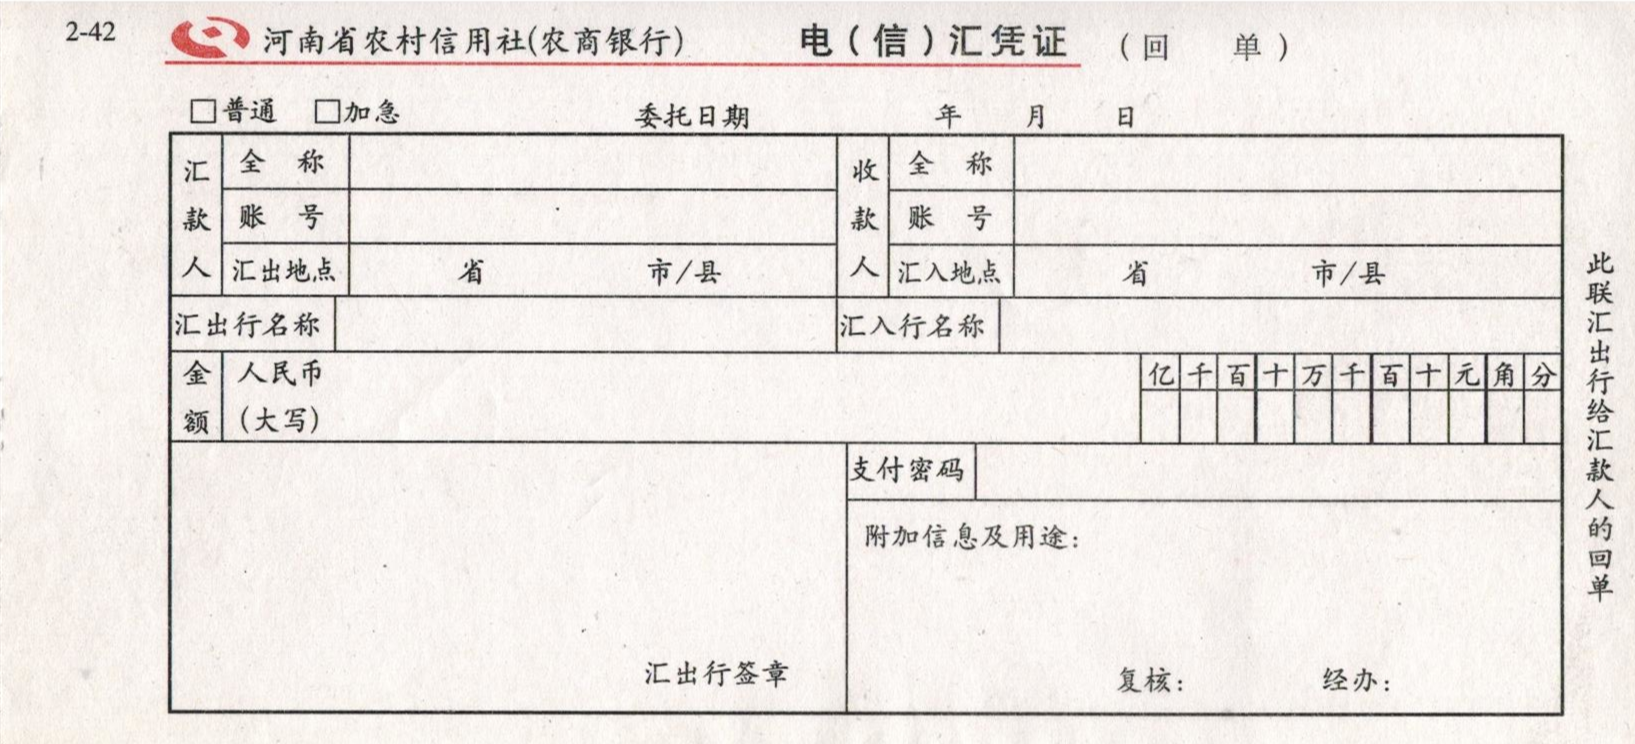 2-42
河南省农村信用社(农商银行) 电(信)汇凭证 (回 单)
□普通 □加急 委托日期 年 月 日
汇款人 全 称 收款人 全 称
账 号 账 号
汇出地点 省 市/县 汇入地点 省 市/县
汇出行名称 汇入行名称
金额 人民币(大写) 亿 千 百 十 万 千 百 十 元 角 分
支付密码
附加信息及用途:
汇出行签章 复核: 经办:
此联汇出行给汇款人的回单